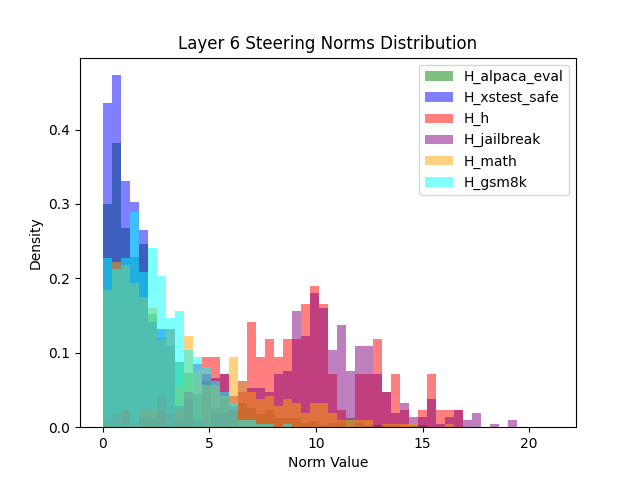 Layer 6 Steering Norms Distribution
H_alpaca_eval
H_xstest_safe
H_h
H_jailbreak
H_math
H_gsm8k
Density
0.4
0.3
0.2
0.1
0.0
0
5
10
15
20
Norm Value